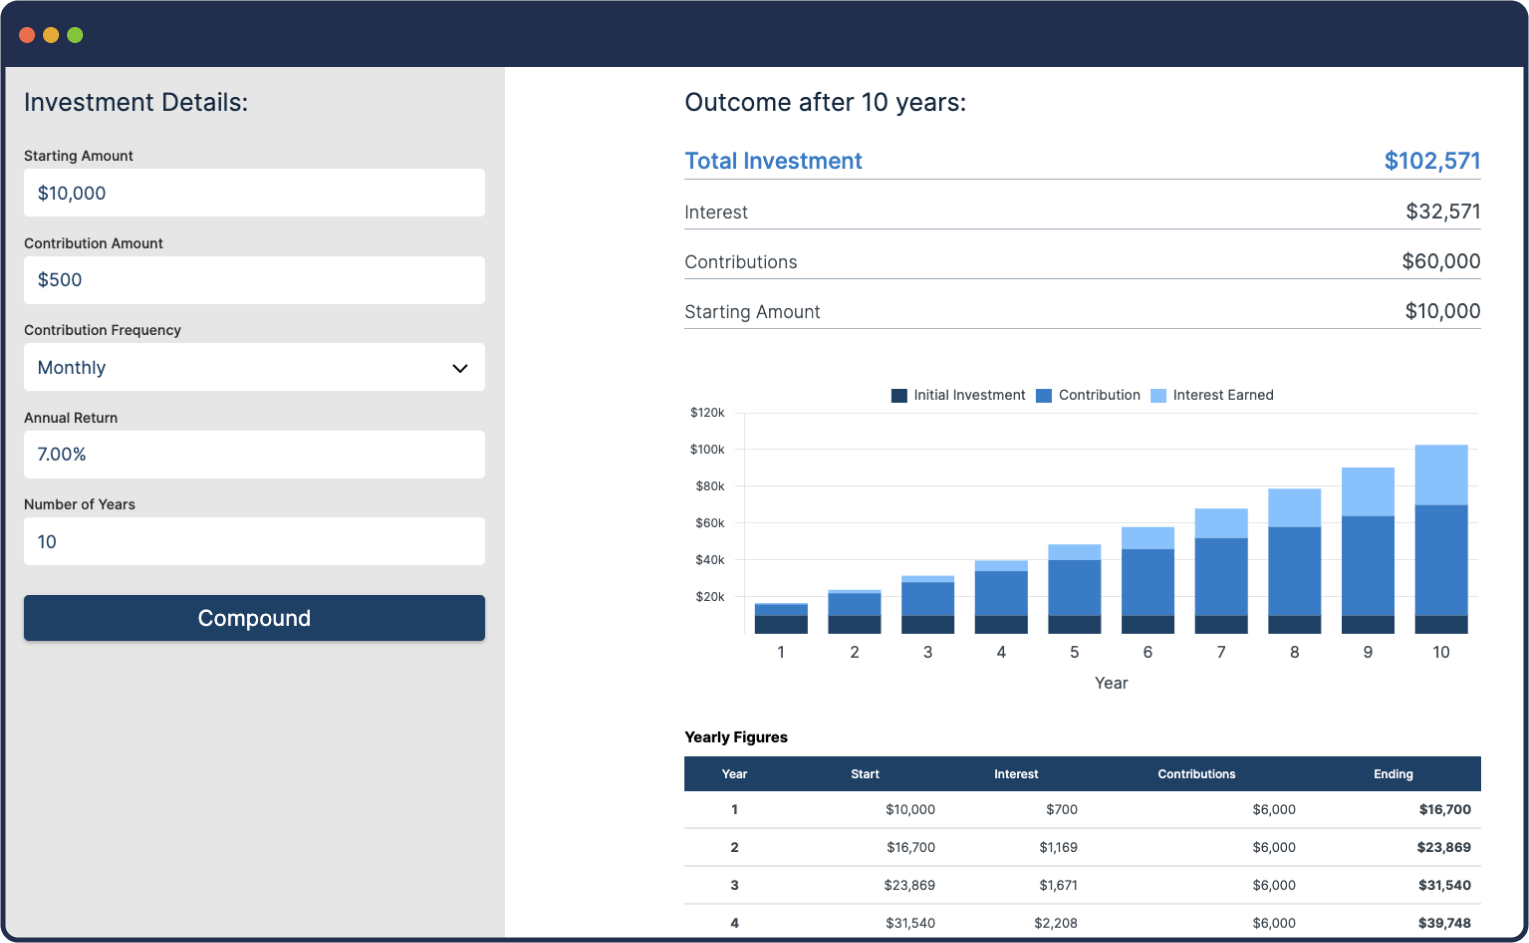 Investment Details:
Starting Amount
$10,000
Contribution Amount
$500
Contribution Frequency
Monthly
Annual Return
7.00%
Number of Years
10
Compound
Outcome after 10 years:
Total Investment $102,571
Interest $32,571
Contributions $60,000
Starting Amount $10,000
Initial Investment Contribution Interest Earned
$120k
$100k
$80k
$60k
$40k
$20k
1 2 3 4 5 6 7 8 9 10
Year
Yearly Figures
Year Start Interest Contributions Ending
1 $10,000 $700 $6,000 $16,700
2 $16,700 $1,169 $6,000 $23,869
3 $23,869 $1,671 $6,000 $31,540
4 $31,540 $2,208 $6,000 $39,748